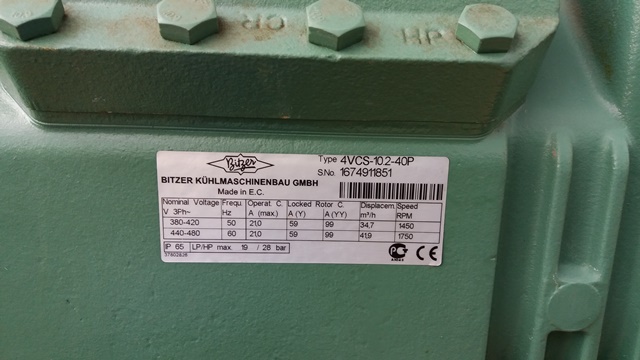 CR HP
Bitzer
Type 4VCS-10.2-40P
S.No. 1674911851
BITZER KÜHLMASCHINENBAU GMBH
Made in E.C.
Nominal Voltage Frequ. Operat. C. Locked Rotor C. Displacem. Speed
V 3Ph~ Hz A (max.) A (Y) A (YY) m³/h RPM
380-420 50 21,0 59 99 34,7 1450
440-480 60 21,0 59 99 41,9 1750
IP 65 LP/HP max. 19 / 28 bar
CE